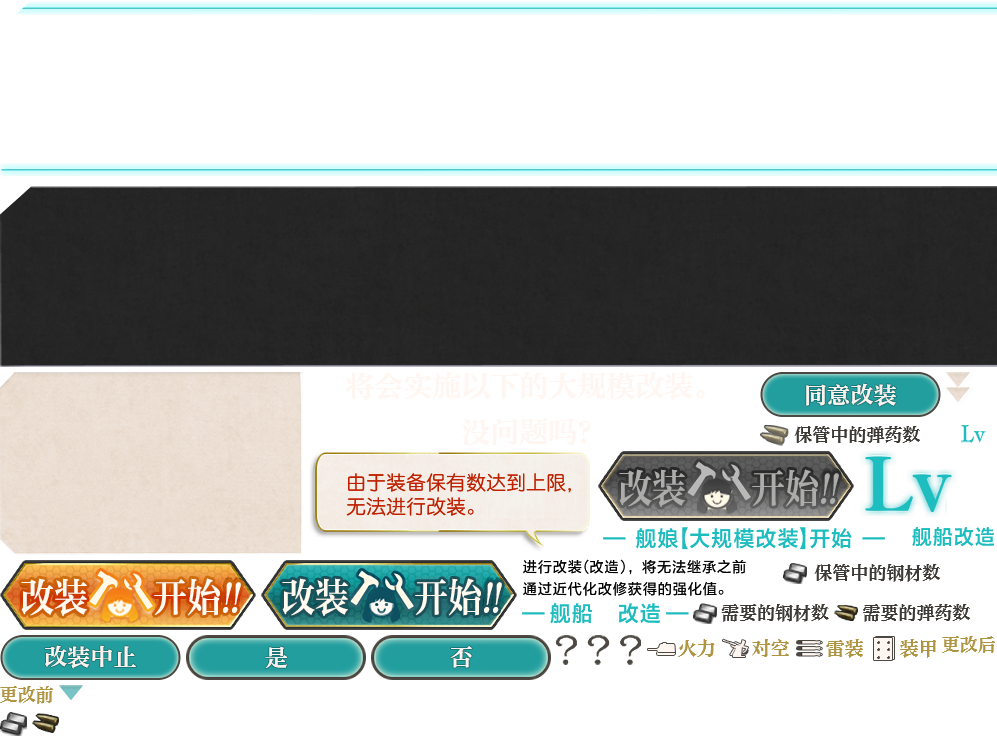 将会实施以下的大规模改装。
没问题吗?
同意改装
保管中的弹药数
Lv
由于装备保有数达到上限,
无法进行改装。
改装开始!!
Lv
舰娘【大规模改装】开始
舰船改造
改装开始!!
改装开始!!
进行改装(改造), 将无法继承之前
通过近代化改修获得的强化值。
保管中的钢材数
舰船 改造
需要的钢材数
需要的弹药数
改装中止
是
否
? ? ?
火力
对空
雷装
装甲
更改后
更改前